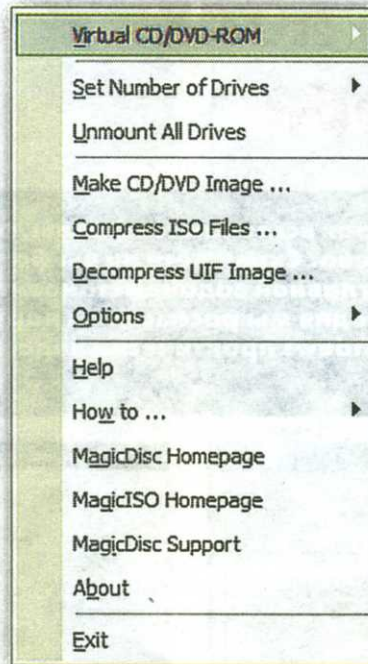 Virtual CD/DVD-ROM
Set Number of Drives
Unmount All Drives
Make CD/DVD Image ...
Compress ISO Files ...
Decompress UIF Image ...
Options
Help
How to ...
MagicDisc Homepage
MagicISO Homepage
MagicDisc Support
About
Exit